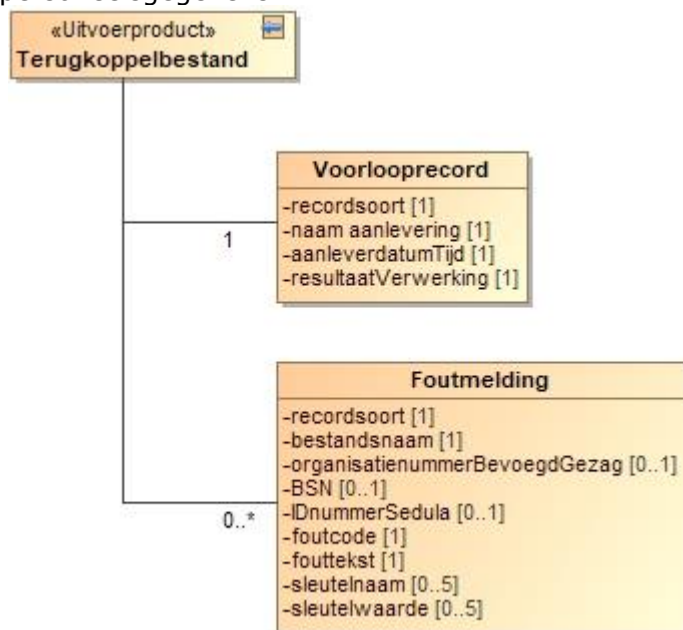 «Uitvoerproduct»
Terugkoppelbestand
Voorlooprecord
-recordsoort [1]
-naam aanlevering [1]
-aanleverdatumTijd [1]
-resultaatVerwerking [1]
1
Foutmelding
-recordsoort [1]
-bestandsnaam [1]
-organisatienummerBevoegdGezag [0..1]
-BSN [0..1]
-IDnummerSedula [0..1]
-foutcode [1]
-fouttekst [1]
-sleutelnaam [0..5]
-sleutelwaarde [0..5]
0..*